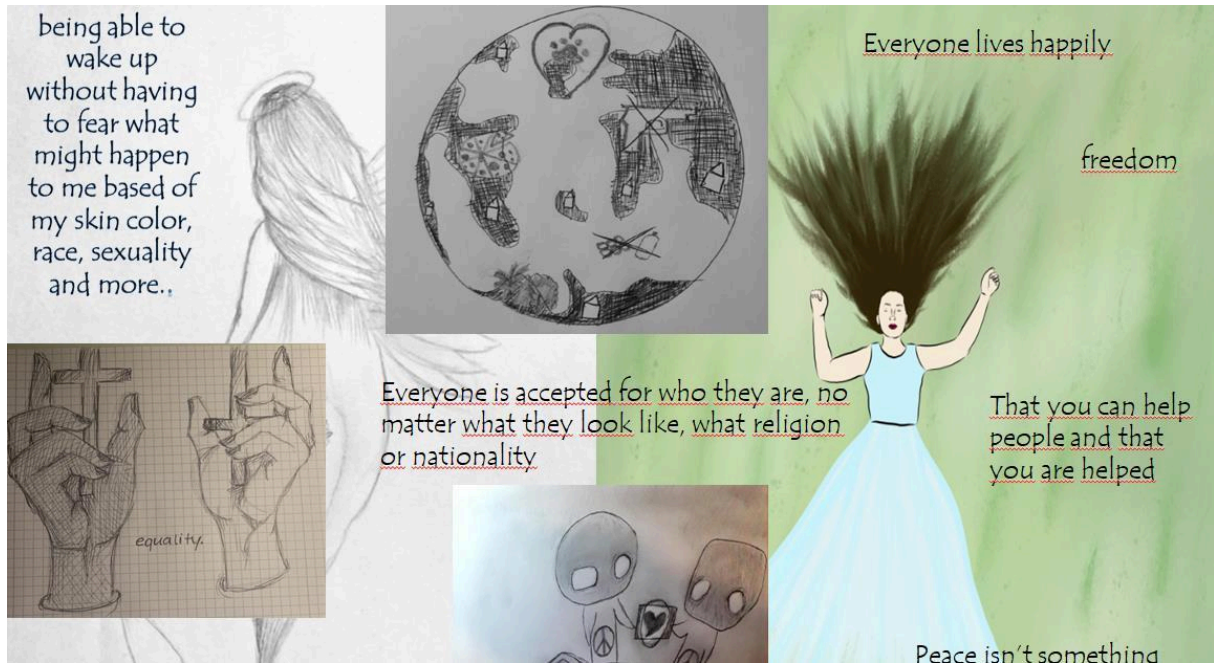 being able to
wake up
without having
to fear what
might happen
to me based of
my skin color,
race, sexuality
and more..
Everyone lives happily
freedom
Everyone is accepted for who they are, no
matter what they look like, what religion
or nationality
That you can help
people and that
you are helped
equality.
Peace isn't something